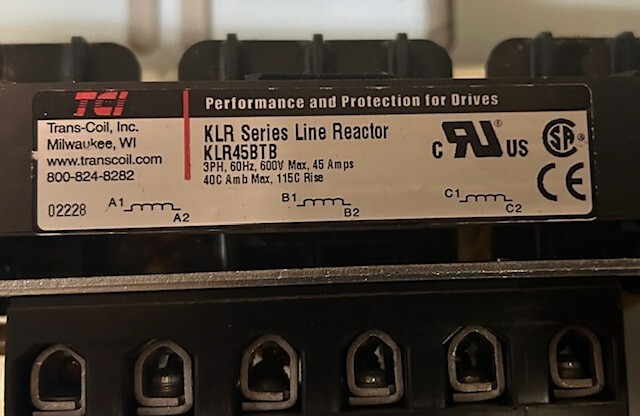 TCI
Performance and Protection for Drives
Trans-Coil, Inc.
Milwaukee, WI
www.transcoil.com
800-824-8282
02228
KLR Series Line Reactor
KLR45BTB
3PH, 60Hz, 600V Max, 45 Amps
40C Amb Max, 115C Rise
C RU US
SA
CE
A1
A2
B1
B2
C1
C2